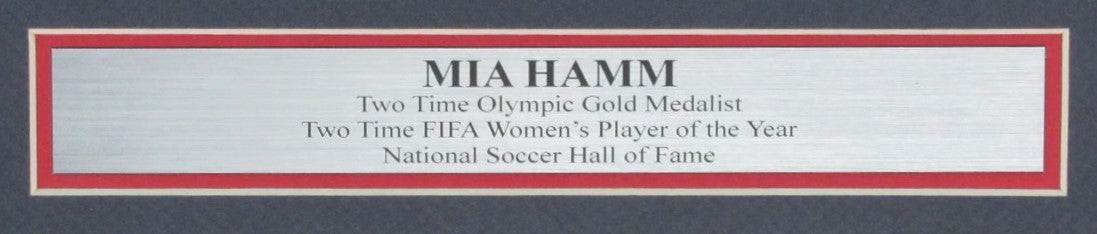 MIA HAMM
Two Time Olympic Gold Medalist
Two Time FIFA Women's Player of the Year
National Soccer Hall of Fame